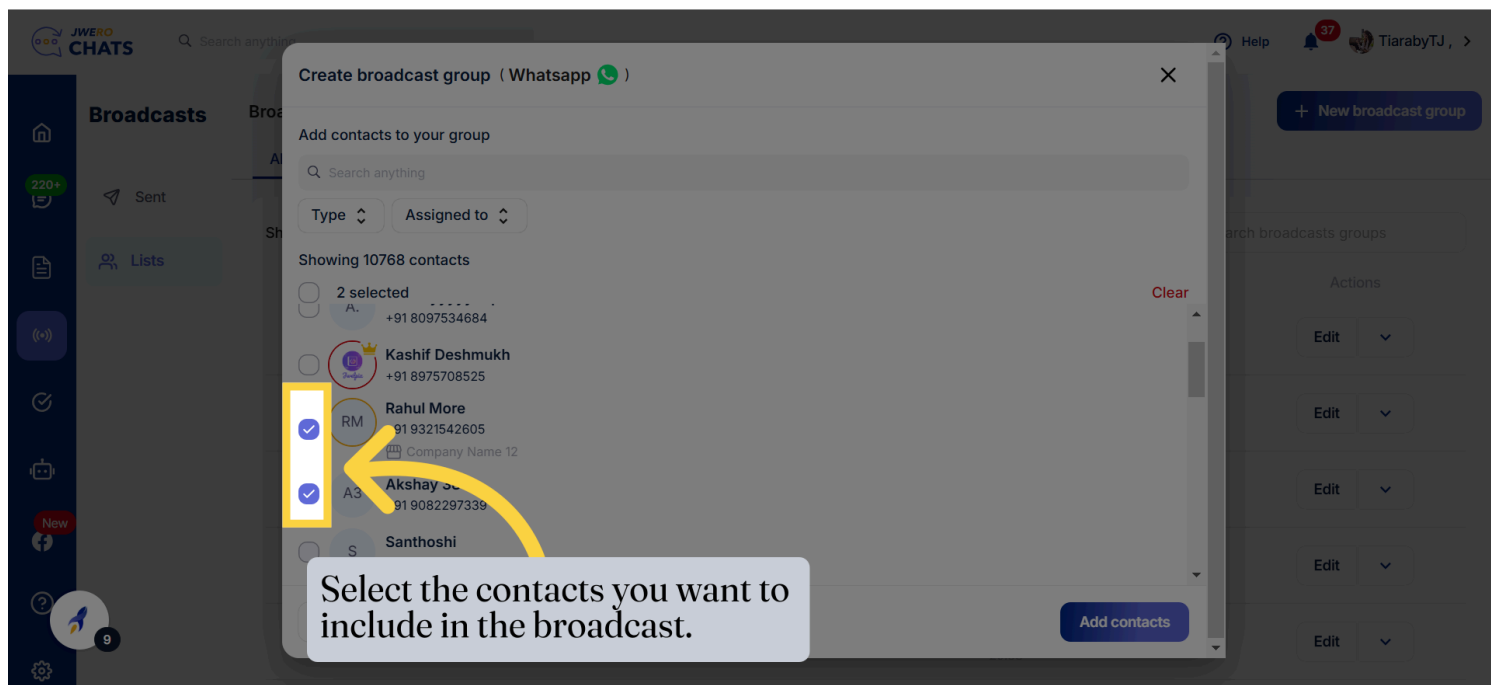 JWERO
CHATS
Search anything
Help
37
TiarabyTJ ,
Broadcasts
New broadcast group
220+
Sent
Lists
New
9
Create broadcast group ( Whatsapp )
Add contacts to your group
Search anything
Type
Assigned to
Showing 10768 contacts
2 selected
Clear
A.
+91 8097534684
Kashif Deshmukh
+91 8975708525
RM
Rahul More
91 9321542605
Company Name 12
A3
Akshay
91 9082297339
S
Santhoshi
Select the contacts you want to
include in the broadcast.
Add contacts
broadcasts groups
Actions
Edit
Edit
Edit
Edit
Edit